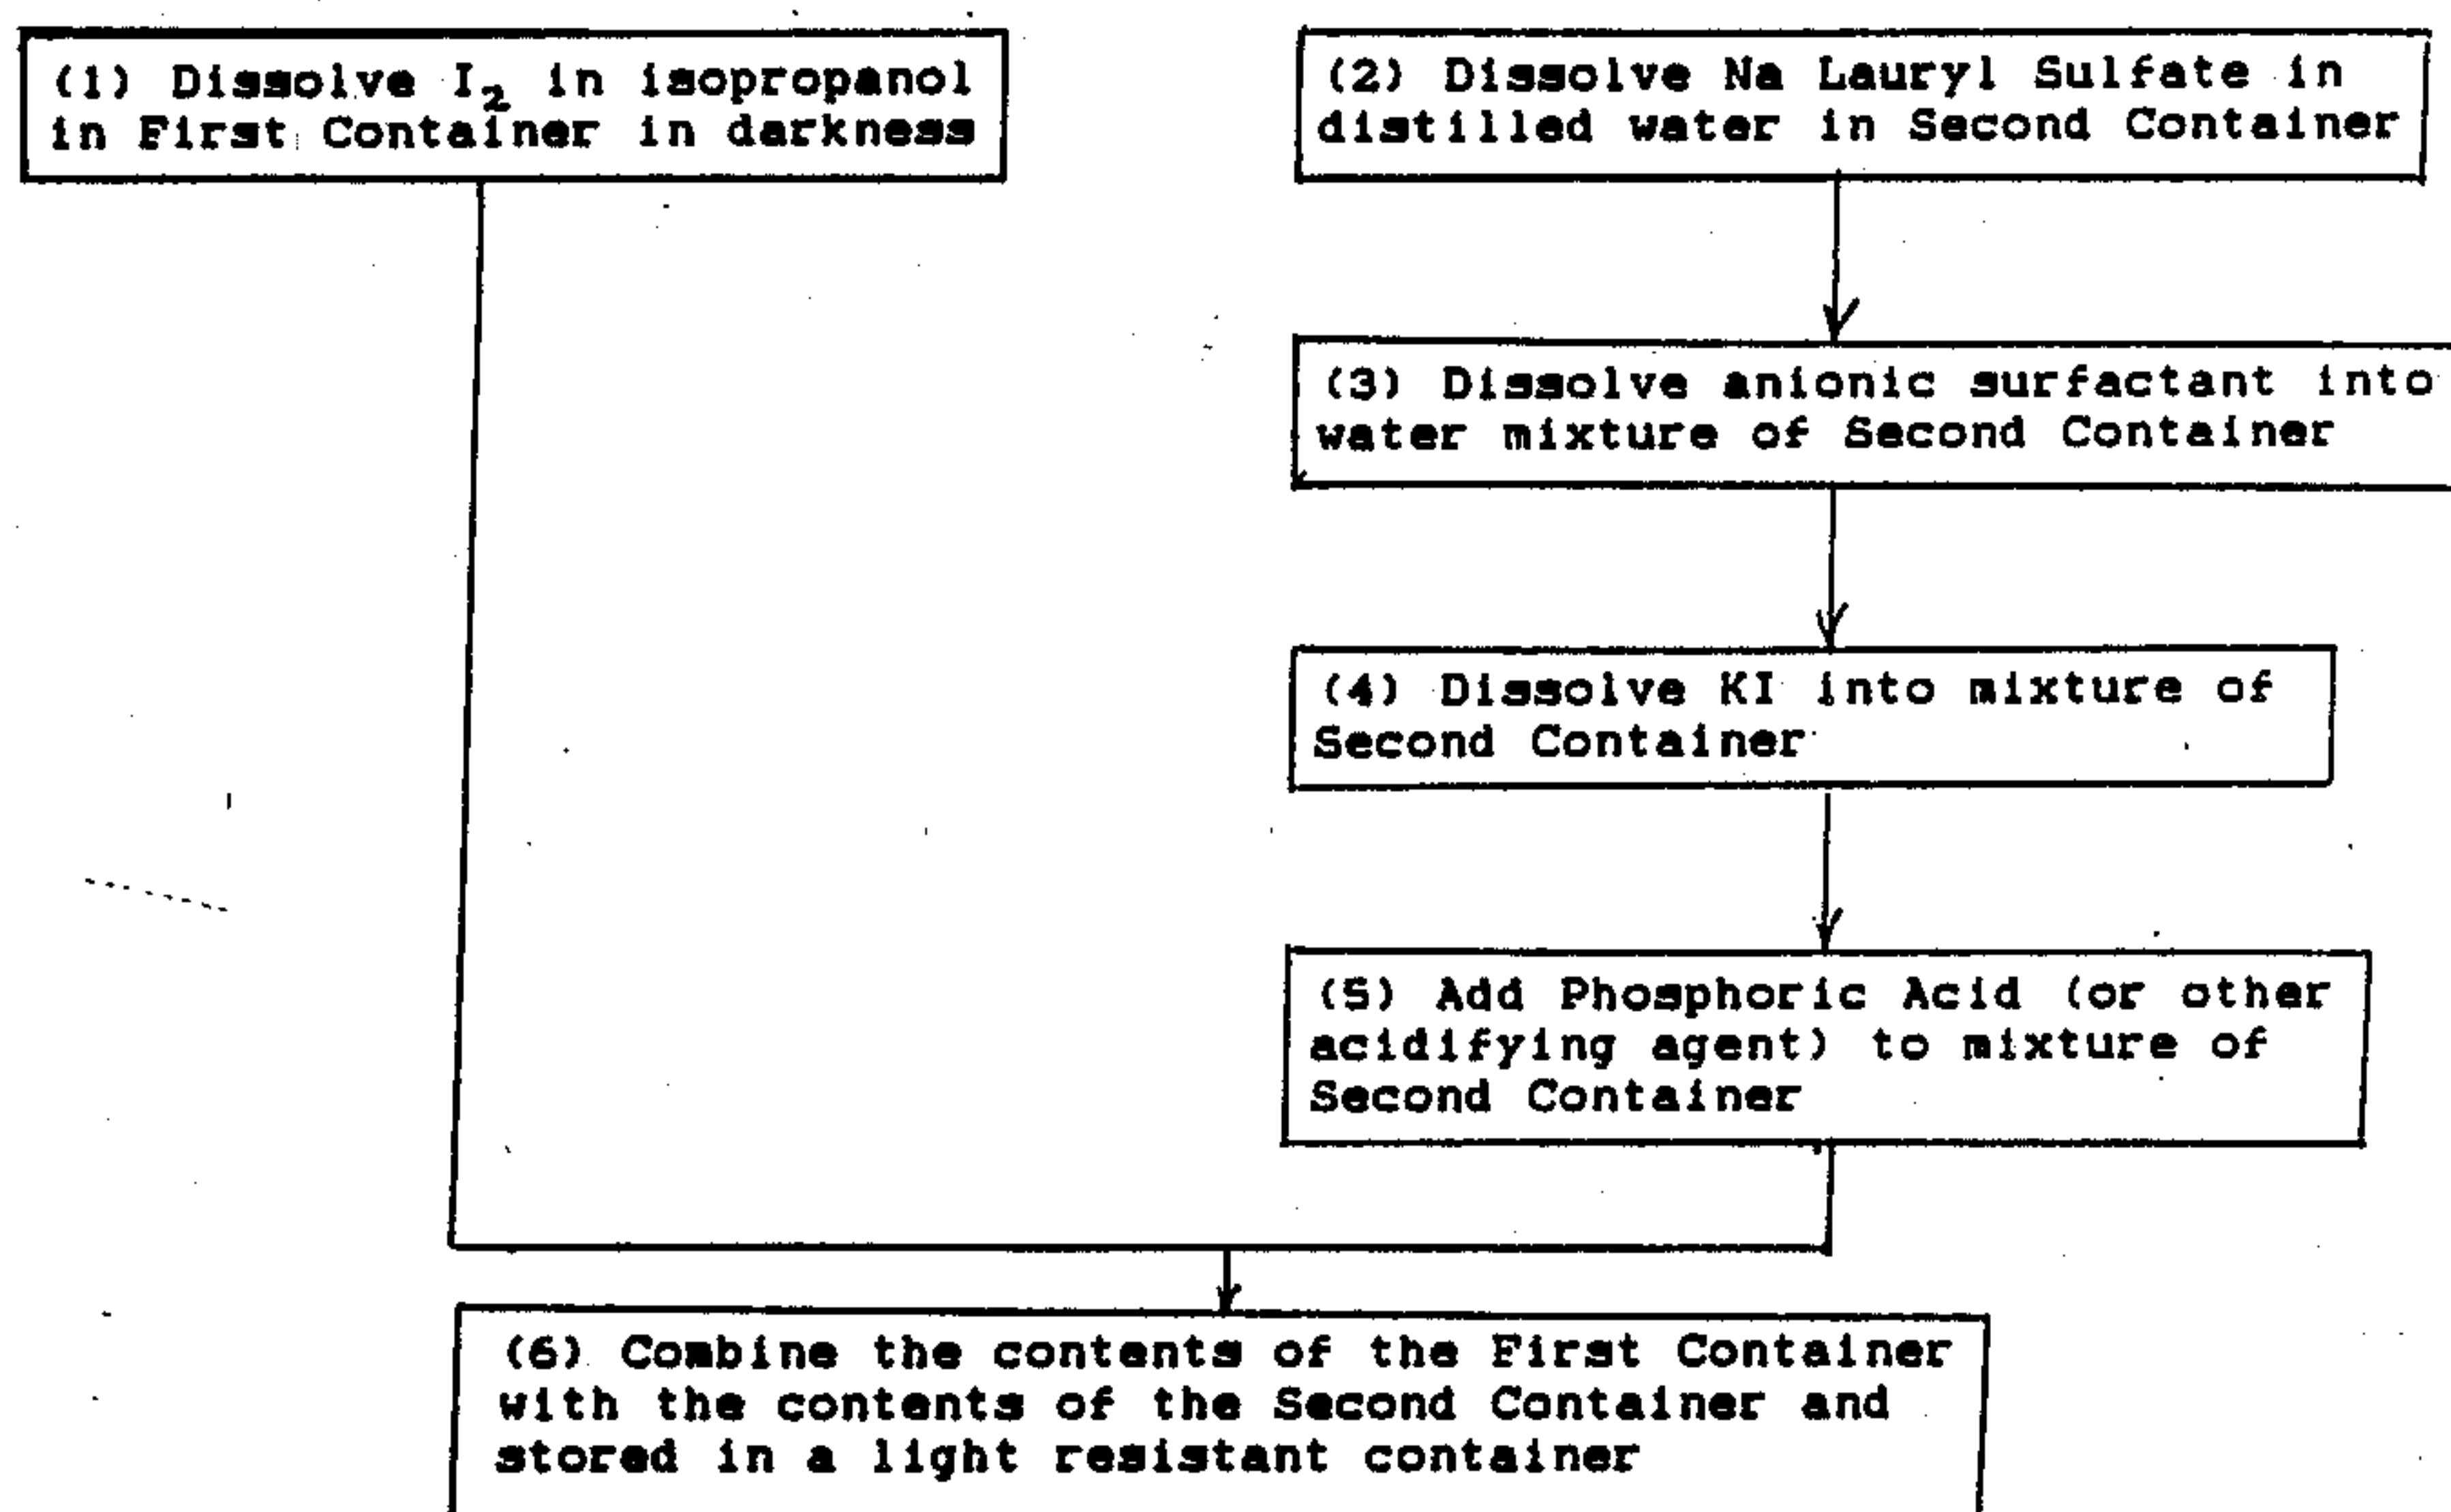 (1) Dissolve I₂ in isopropanol
in First Container in darkness
(2) Dissolve Na Lauryl Sulfate in
distilled water in Second Container
(3) Dissolve anionic surfactant into
water mixture of Second Container
(4) Dissolve KI into mixture of
Second Container
(5) Add Phosphoric Acid (or other
acidifying agent) to mixture of
Second Container
(6) Combine the contents of the First Container
with the contents of the Second Container and
stored in a light resistant container